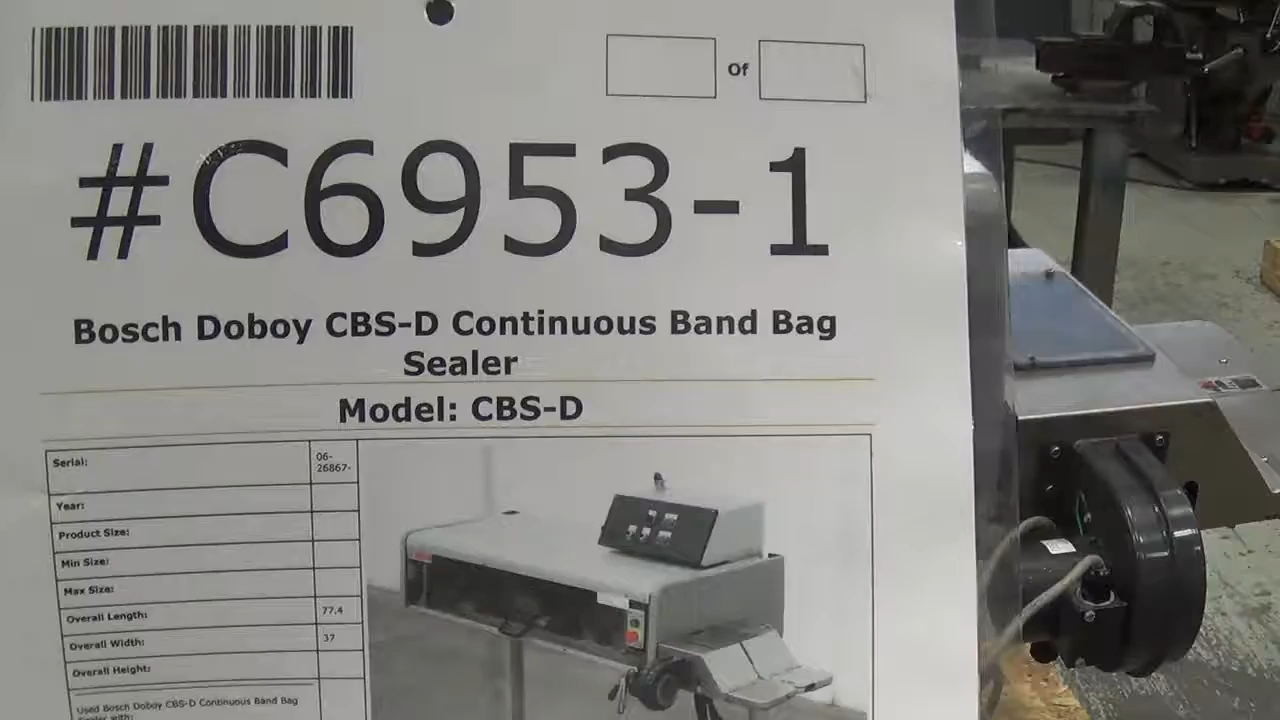 Of
#C6953-1
Bosch Doboy CBS-D Continuous Band Bag
Sealer
Model: CBS-D
Serial: 06-
26867-
Year:
Product Size:
Min Size:
Max Size:
Overall Length: 77.4
Overall Width: 37
Overall Height:
Used Bosch Doboy CBS-D Continuous Band Bag
Sealer with: